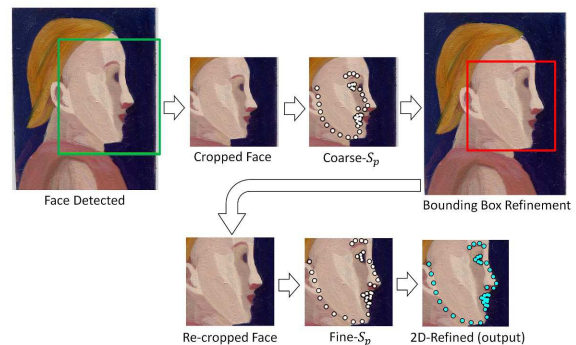 Face Detected
Cropped Face
Coarse-Sₚ
Bounding Box Refinement
Re-cropped Face
Fine-Sₚ
2D-Refined (output)